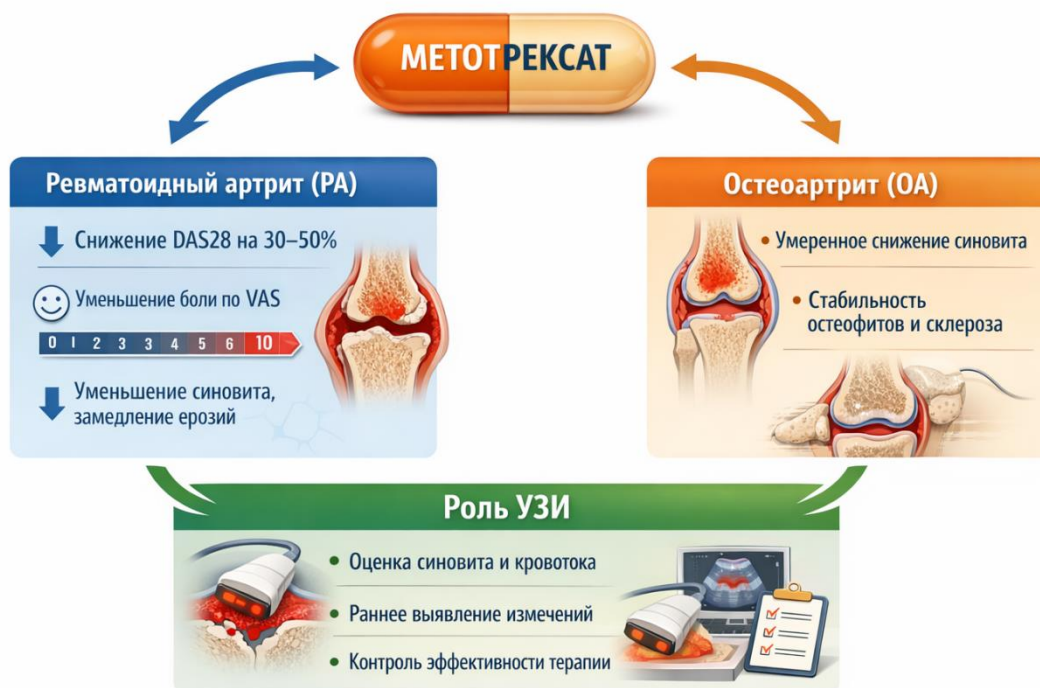 МЕТОТРЕКСАТ
Ревматоидный артрит (РА)
Снижение DAS28 на 30–50%
Уменьшение боли по VAS
0 1 2 3 3 4 5 6 10
Уменьшение синовита,
замедление ерозий
Остеоартрит (ОА)
• Умеренное снижение синовита
• Стабильность
остеофитов и склероза
Роль УЗИ
• Оценка синовита и кровотока
• Раннее выявление измечений
• Контроль эффективности терапии